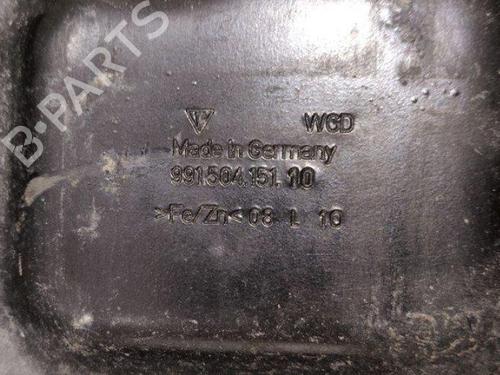 B-PARTS
WGD
Made in Germany
991.504.151.10
>Fe/Zn< 08 L 10